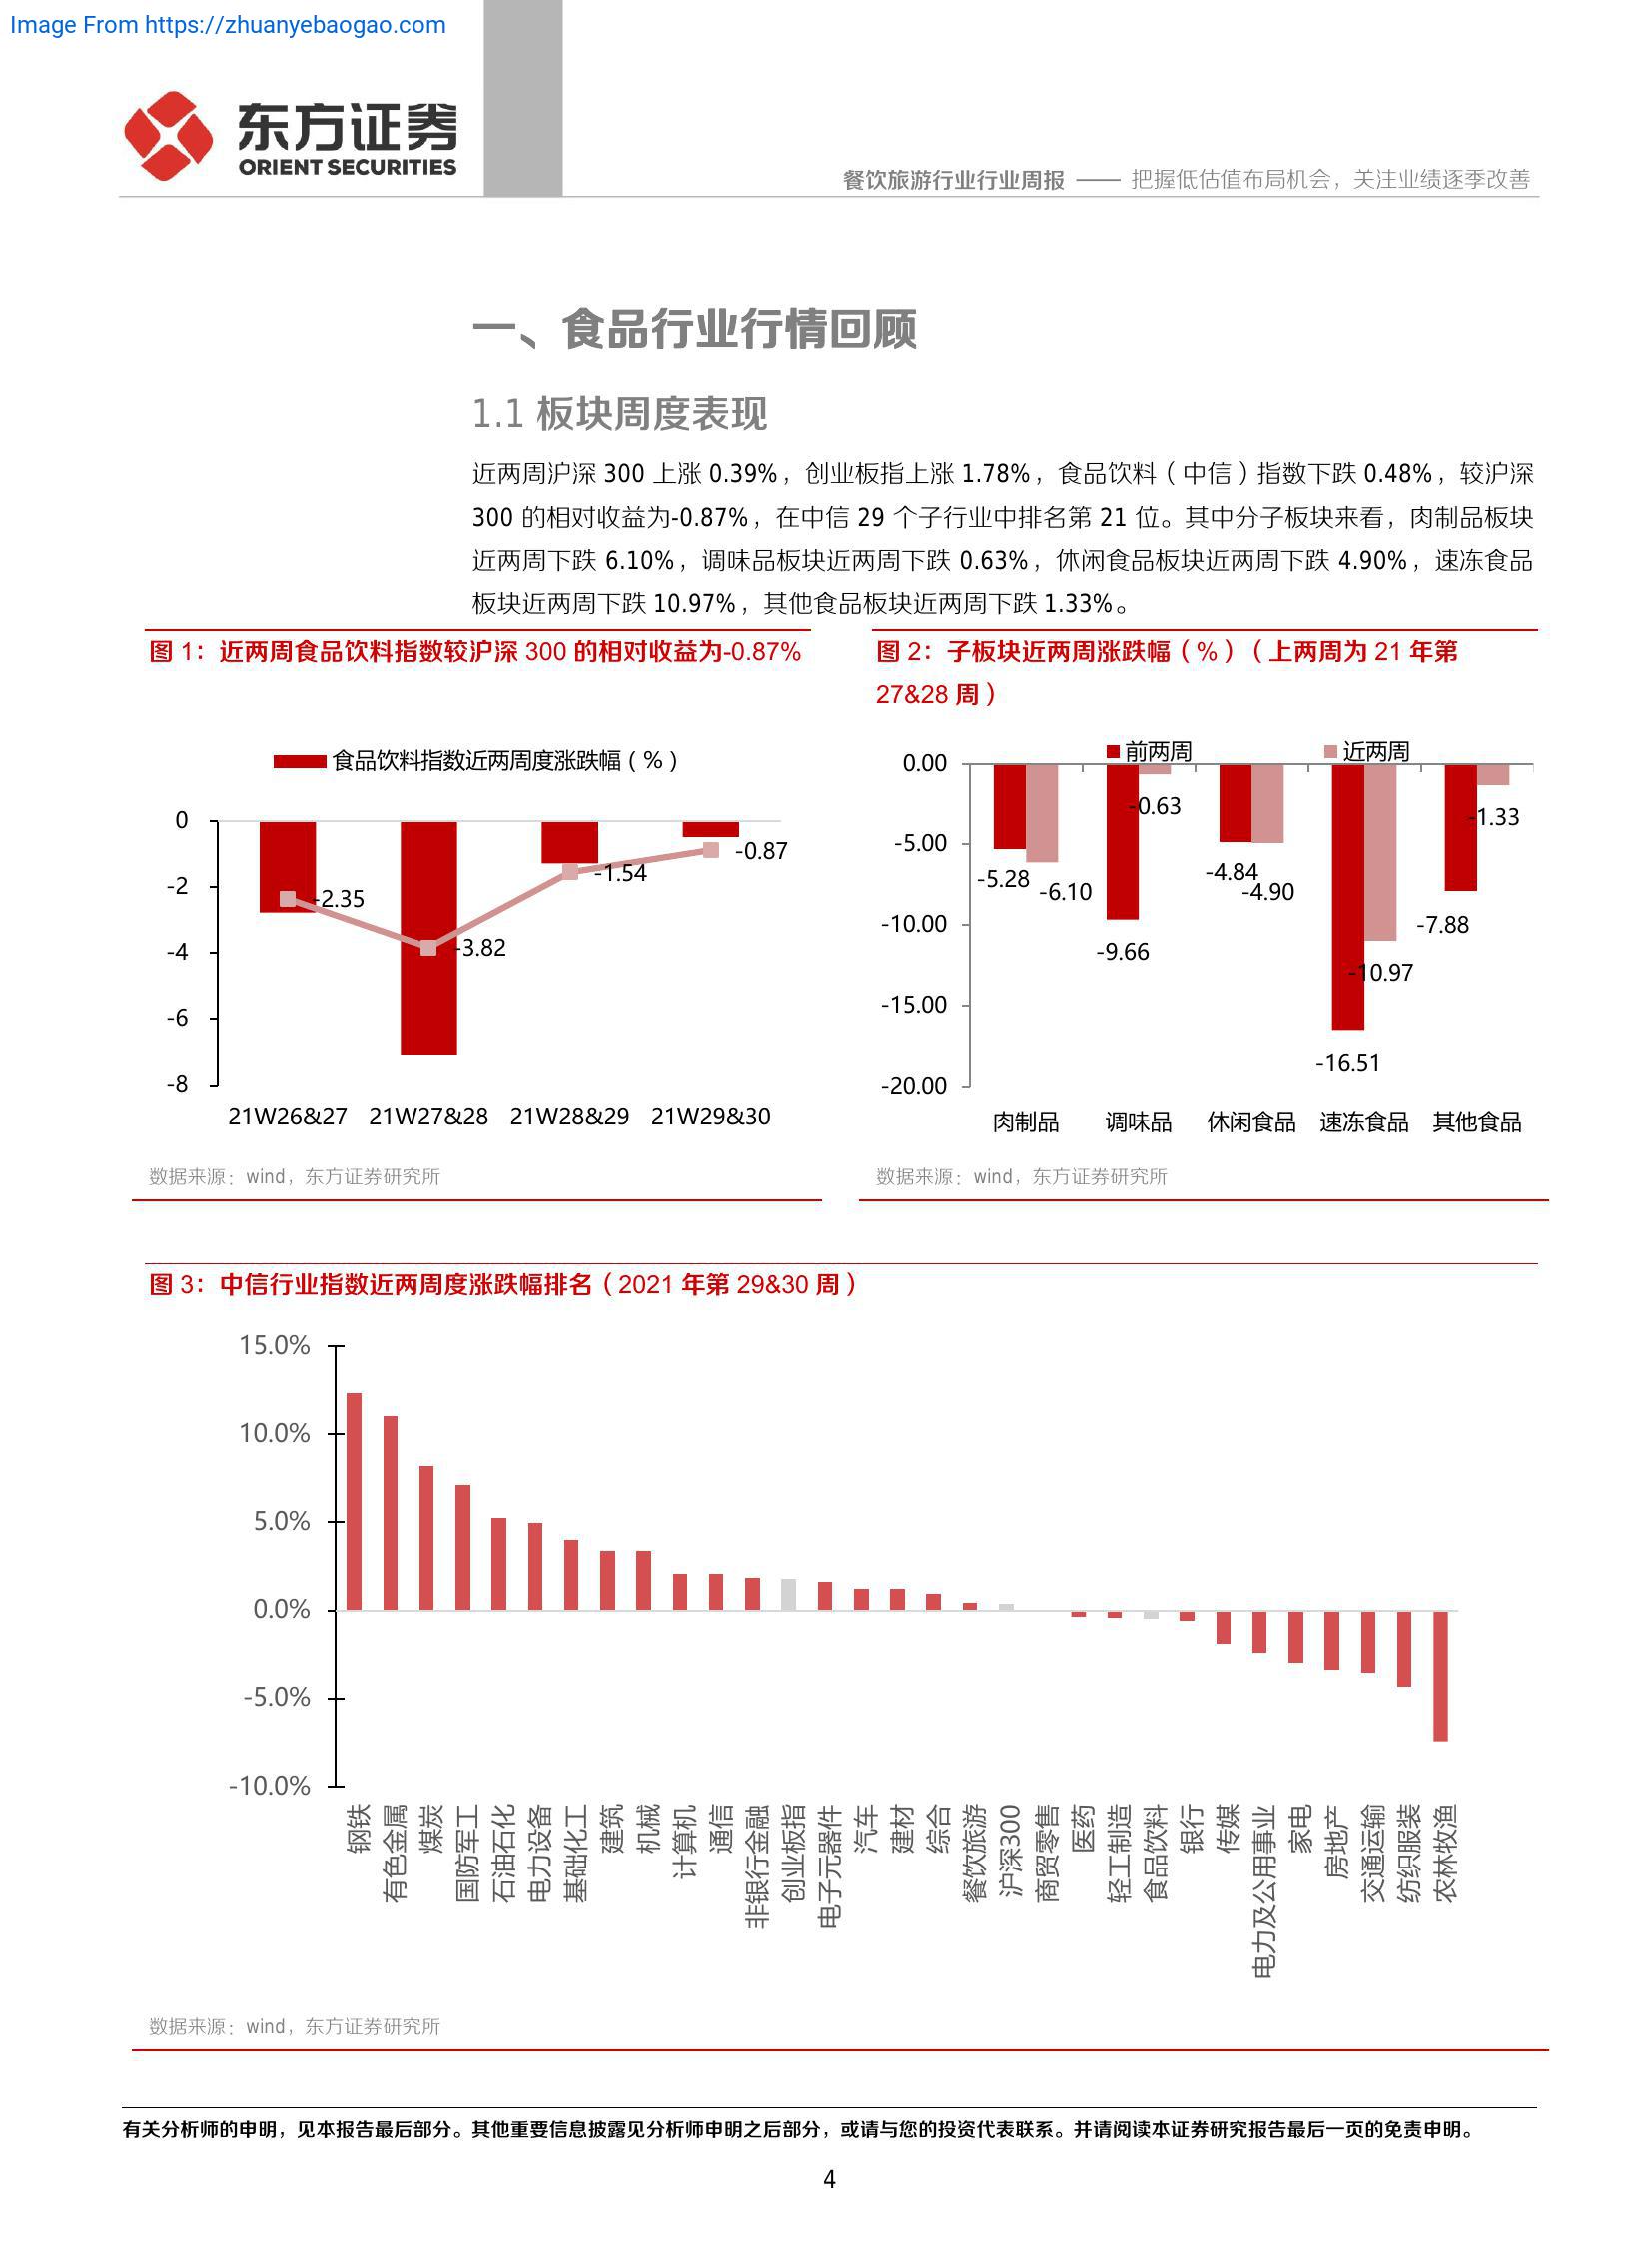 Image From https://zhuanyebaogao.com
东方证券
ORIENT SECURITIES
餐饮旅游行业行业周报 —— 把握低估值布局机会，关注业绩逐季改善
一、食品行业行情回顾
1.1 板块周度表现
近两周沪深 300 上涨 0.39%，创业板指上涨 1.78%，食品饮料（中信）指数下跌 0.48%，较沪深
300 的相对收益为-0.87%，在中信 29 个子行业中排名第 21 位。其中分子板块来看，肉制品板块
近两周下跌 6.10%，调味品板块近两周下跌 0.63%，休闲食品板块近两周下跌 4.90%，速冻食品
板块近两周下跌 10.97%，其他食品板块近两周下跌 1.33%。
图 1：近两周食品饮料指数较沪深 300 的相对收益为-0.87%
食品饮料指数近两周度涨跌幅（%）
0
-2
-4
-6
-8
-2.35
-3.82
-1.54
-0.87
21W26&27 21W27&28 21W28&29 21W29&30
数据来源：wind，东方证券研究所
图 2：子板块近两周涨跌幅（%）（上两周为 21 年第
27&28 周）
前两周 近两周
0.00
-5.00
-10.00
-15.00
-20.00
-5.28
-6.10
-9.66
-0.63
-4.84
-4.90
-16.51
-10.97
-7.88
-1.33
肉制品 调味品 休闲食品 速冻食品 其他食品
数据来源：wind，东方证券研究所
图 3：中信行业指数近两周度涨跌幅排名（2021 年第 29&30 周）
15.0%
10.0%
5.0%
0.0%
-5.0%
-10.0%
钢铁
有色金属
煤炭
国防军工
石油石化
电力设备
基础化工
建筑
机械
计算机
通信
非银行金融
创业板指
电子元器件
汽车
建材
综合
餐饮旅游
沪深300
商贸零售
医药
轻工制造
食品饮料
银行
传媒
电力及公用事业
家电
房地产
交通运输
纺织服装
农林牧渔
数据来源：wind，东方证券研究所
有关分析师的申明，见本报告最后部分。其他重要信息披露见分析师申明之后部分，或请与您的投资代表联系。并请阅读本证券研究报告最后一页的免责申明。
4